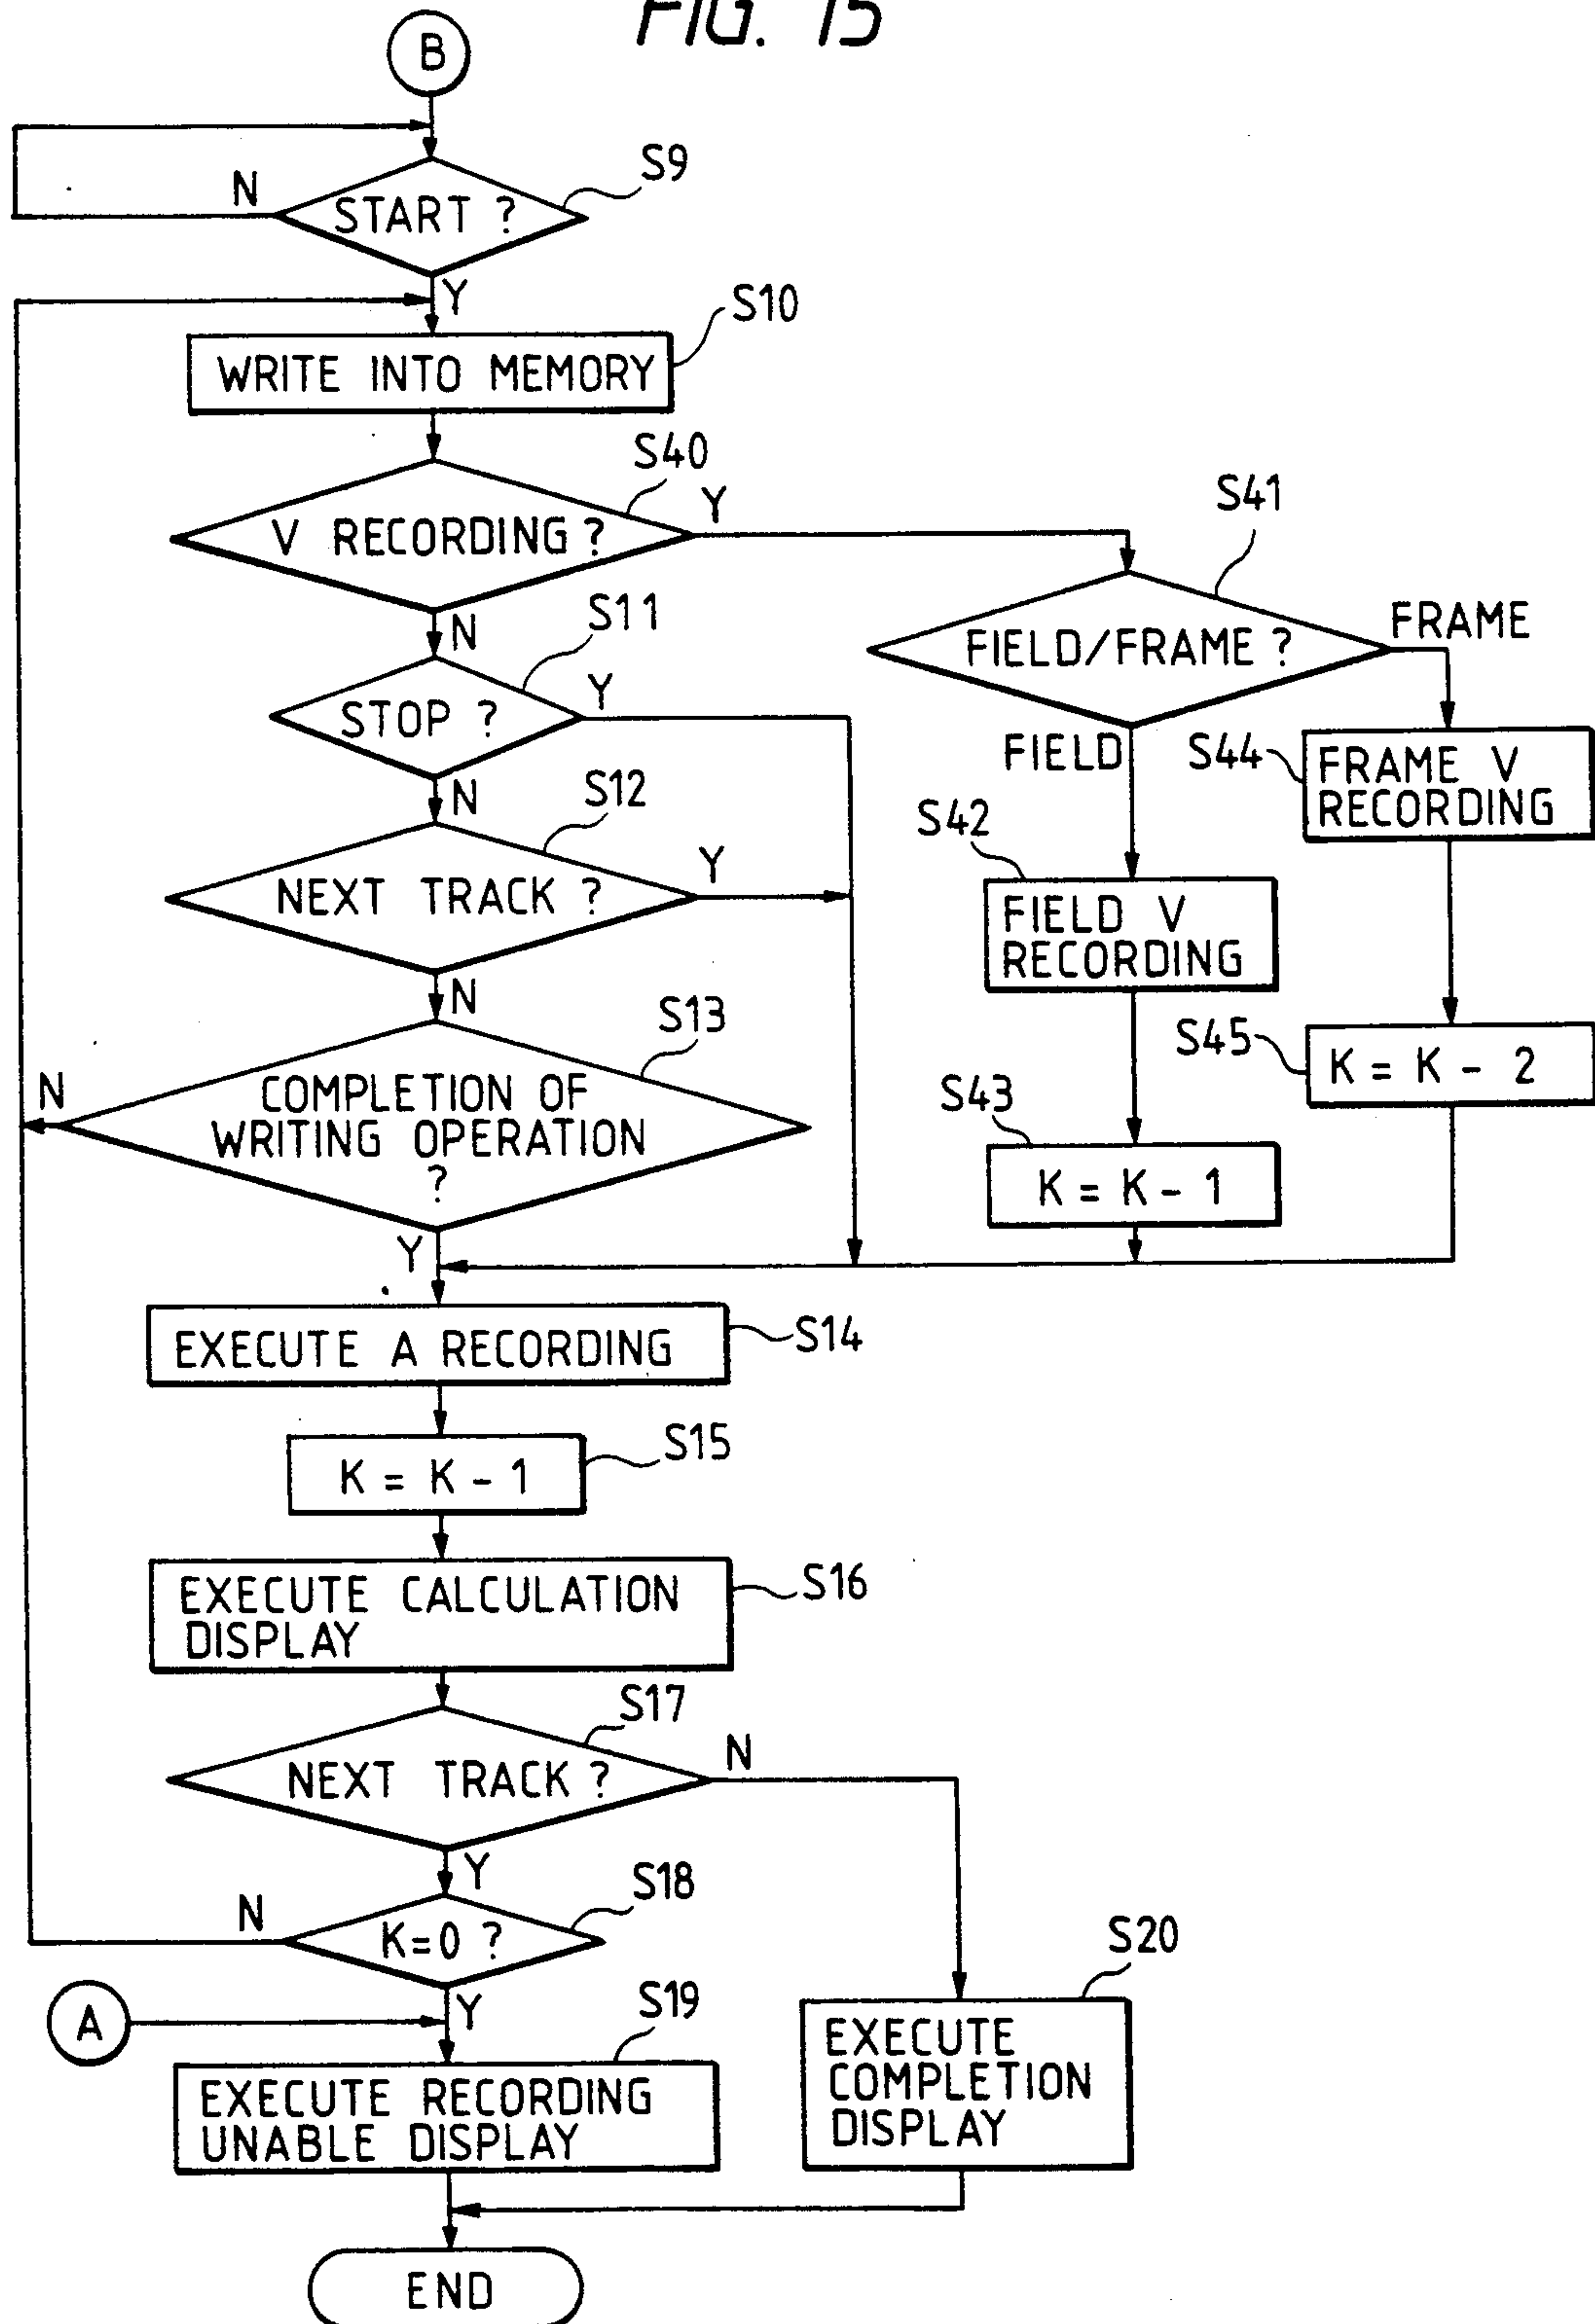 FIG. 15
B
START ?
N
S9
Y
WRITE INTO MEMORY
S10
V RECORDING ?
S40
Y
N
FIELD/FRAME ?
S41
FRAME
FIELD
S44
FRAME V
RECORDING
S42
FIELD V
RECORDING
S45
K = K - 2
S43
K = K - 1
STOP ?
S11
Y
N
NEXT TRACK ?
S12
Y
N
COMPLETION OF
WRITING OPERATION
?
S13
N
Y
EXECUTE A RECORDING
S14
K = K - 1
S15
EXECUTE CALCULATION
DISPLAY
S16
NEXT TRACK ?
S17
N
Y
K=0 ?
S18
N
Y
A
EXECUTE RECORDING
UNABLE DISPLAY
S19
EXECUTE
COMPLETION
DISPLAY
S20
END